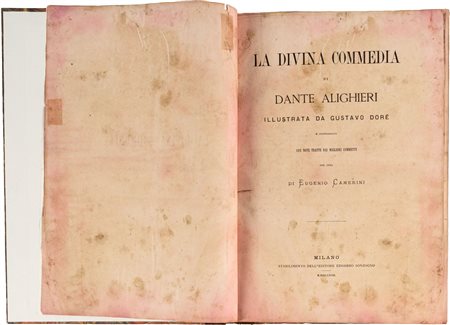 LA DIVINA COMMEDIA
DI
DANTE ALIGHIERI
ILLUSTRATA DA GUSTAVO DORÉ
E
CON NOTE TRATTE DAI MIGLIORI COMMENTI
PER CURA
DI EUGENIO CAMERINI
MILANO
STABILIMENTO DELL'EDITORE EDOARDO SONZOGNO